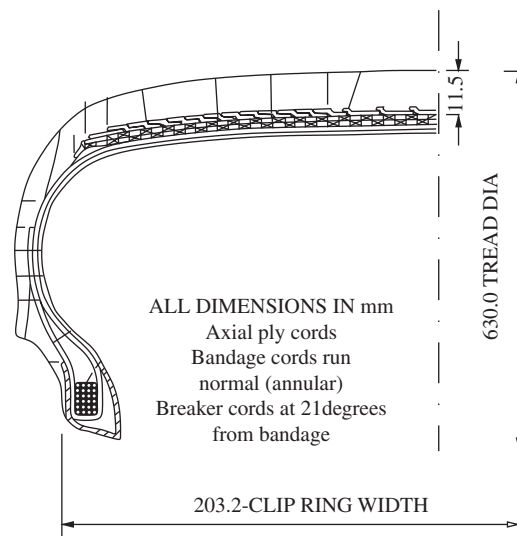 11.5
630.0 TREAD DIA
ALL DIMENSIONS IN mm
Axial ply cords
Bandage cords run
normal (annular)
Breaker cords at 21degrees
from bandage
203.2-CLIP RING WIDTH